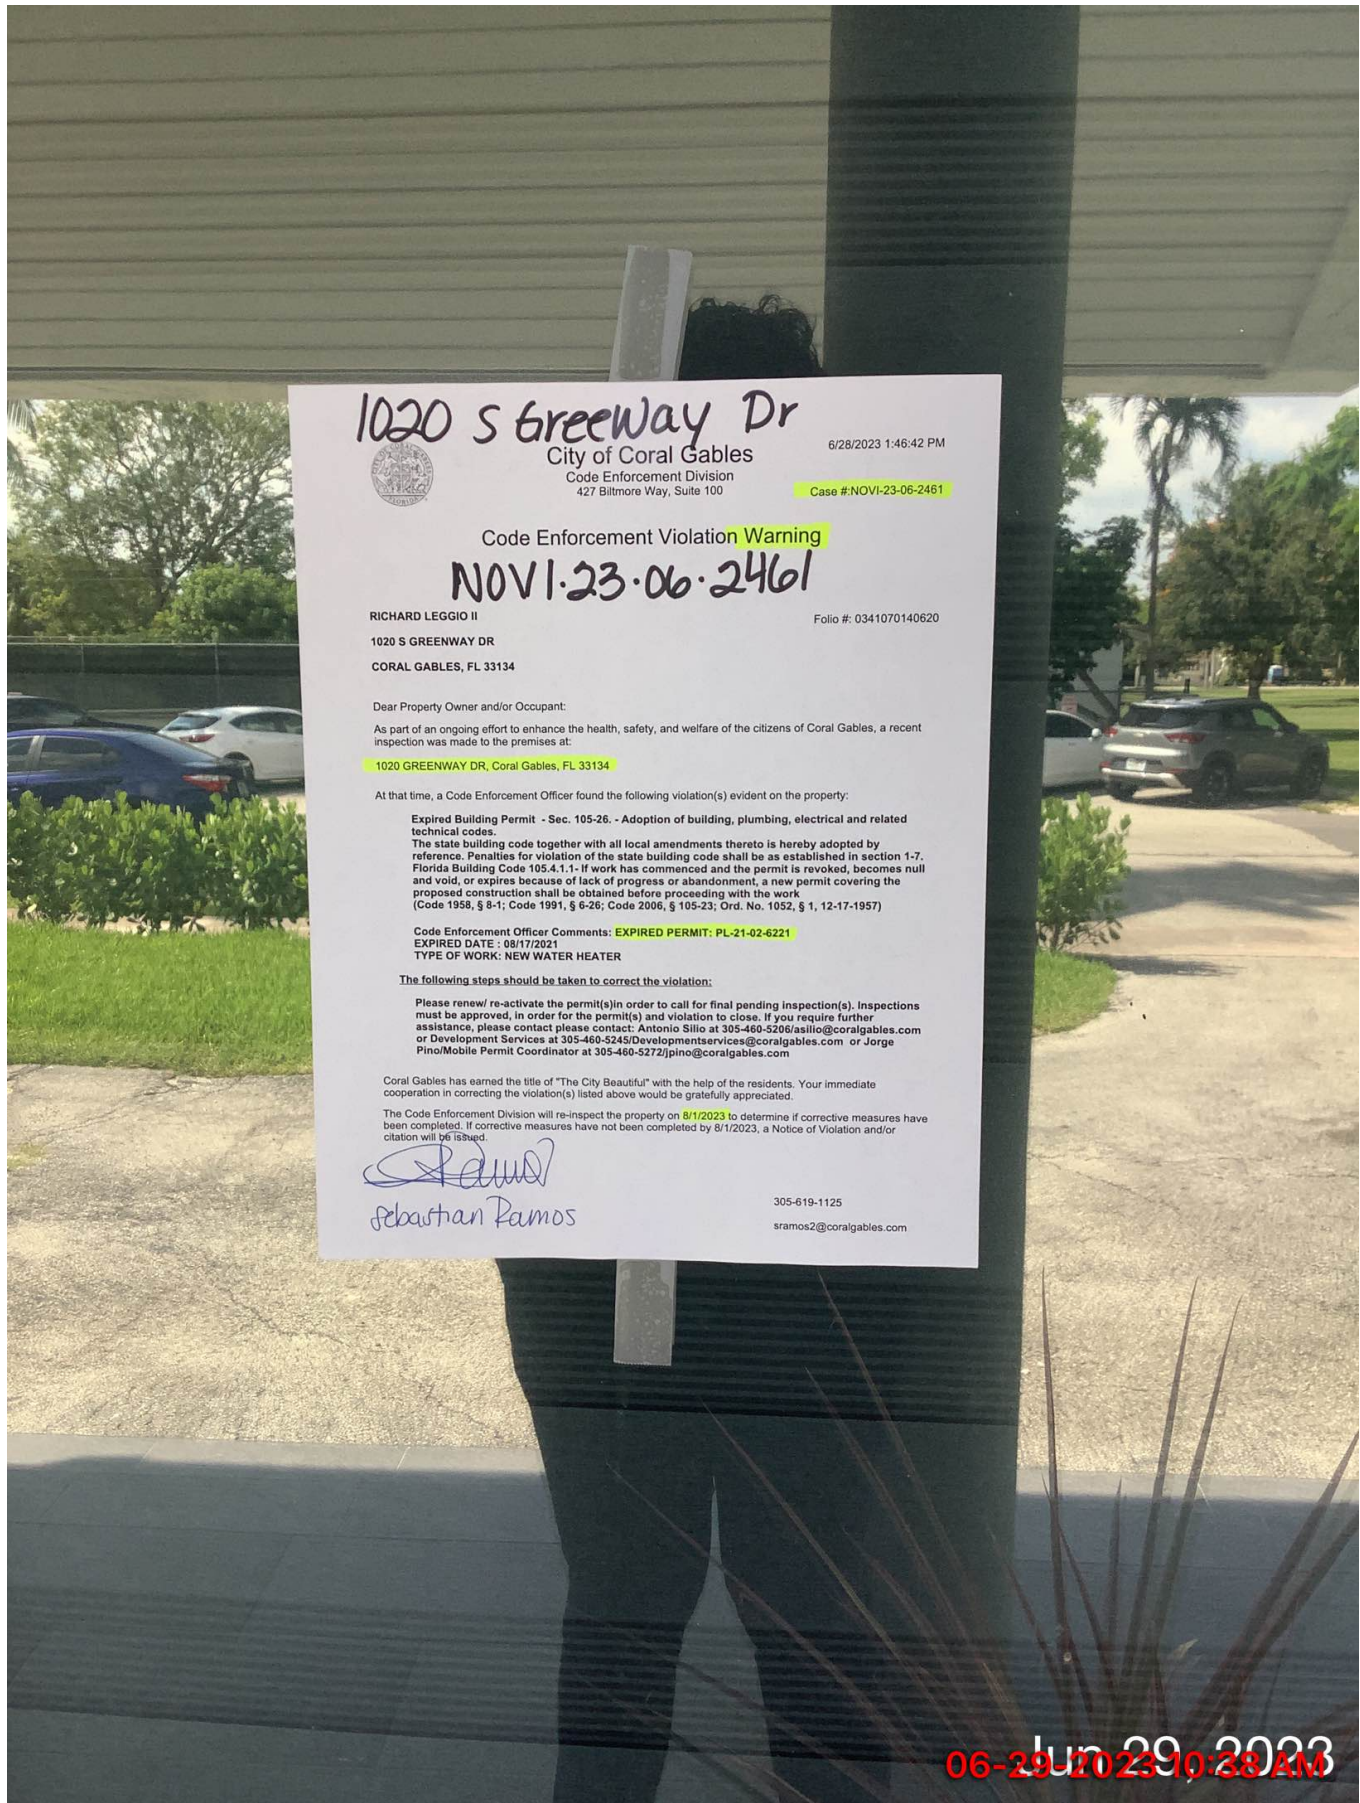 1020 S Greeway Dr
City of Coral Gables
6/28/2023 1:46:42 PM
Code Enforcement Division
427 Biltmore Way, Suite 100
Case #:NOVI-23-06-2461
Code Enforcement Violation Warning
NOVI·23·06·2461
RICHARD LEGGIO II
Folio #: 0341070140620
1020 S GREENWAY DR
CORAL GABLES, FL 33134
Dear Property Owner and/or Occupant:
As part of an ongoing effort to enhance the health, safety, and welfare of the citizens of Coral Gables, a recent
inspection was made to the premises at:
1020 GREENWAY DR, Coral Gables, FL 33134
At that time, a Code Enforcement Officer found the following violation(s) evident on the property:
Expired Building Permit - Sec. 105-26. - Adoption of building, plumbing, electrical and related
technical codes.
The state building code together with all local amendments thereto is hereby adopted by
reference. Penalties for violation of the state building code shall be as established in section 1-7.
Florida Building Code 105.4.1.1- If work has commenced and the permit is revoked, becomes null
and void, or expires because of lack of progress or abandonment, a new permit covering the
proposed construction shall be obtained before proceeding with the work
(Code 1958, § 8-1; Code 1991, § 6-26; Code 2006, § 105-23; Ord. No. 1052, § 1, 12-17-1957)
Code Enforcement Officer Comments: EXPIRED PERMIT: PL-21-02-6221
EXPIRED DATE : 08/17/2021
TYPE OF WORK: NEW WATER HEATER
The following steps should be taken to correct the violation:
Please renew/ re-activate the permit(s)in order to call for final pending inspection(s). Inspections
must be approved, in order for the permit(s) and violation to close. If you require further
assistance, please contact please contact: Antonio Silio at 305-460-5206/asilio@coralgables.com
or Development Services at 305-460-5245/Developmentservices@coralgables.com or Jorge
Pino/Mobile Permit Coordinator at 305-460-5272/jpino@coralgables.com
Coral Gables has earned the title of "The City Beautiful" with the help of the residents. Your immediate
cooperation in correcting the violation(s) listed above would be gratefully appreciated.
The Code Enforcement Division will re-inspect the property on 8/1/2023 to determine if corrective measures have
been completed. If corrective measures have not been completed by 8/1/2023, a Notice of Violation and/or
citation will be issued.
Sebastian Ramos
305-619-1125
sramos2@coralgables.com
Jun 29, 2023
06-29-2023 10:38 AM